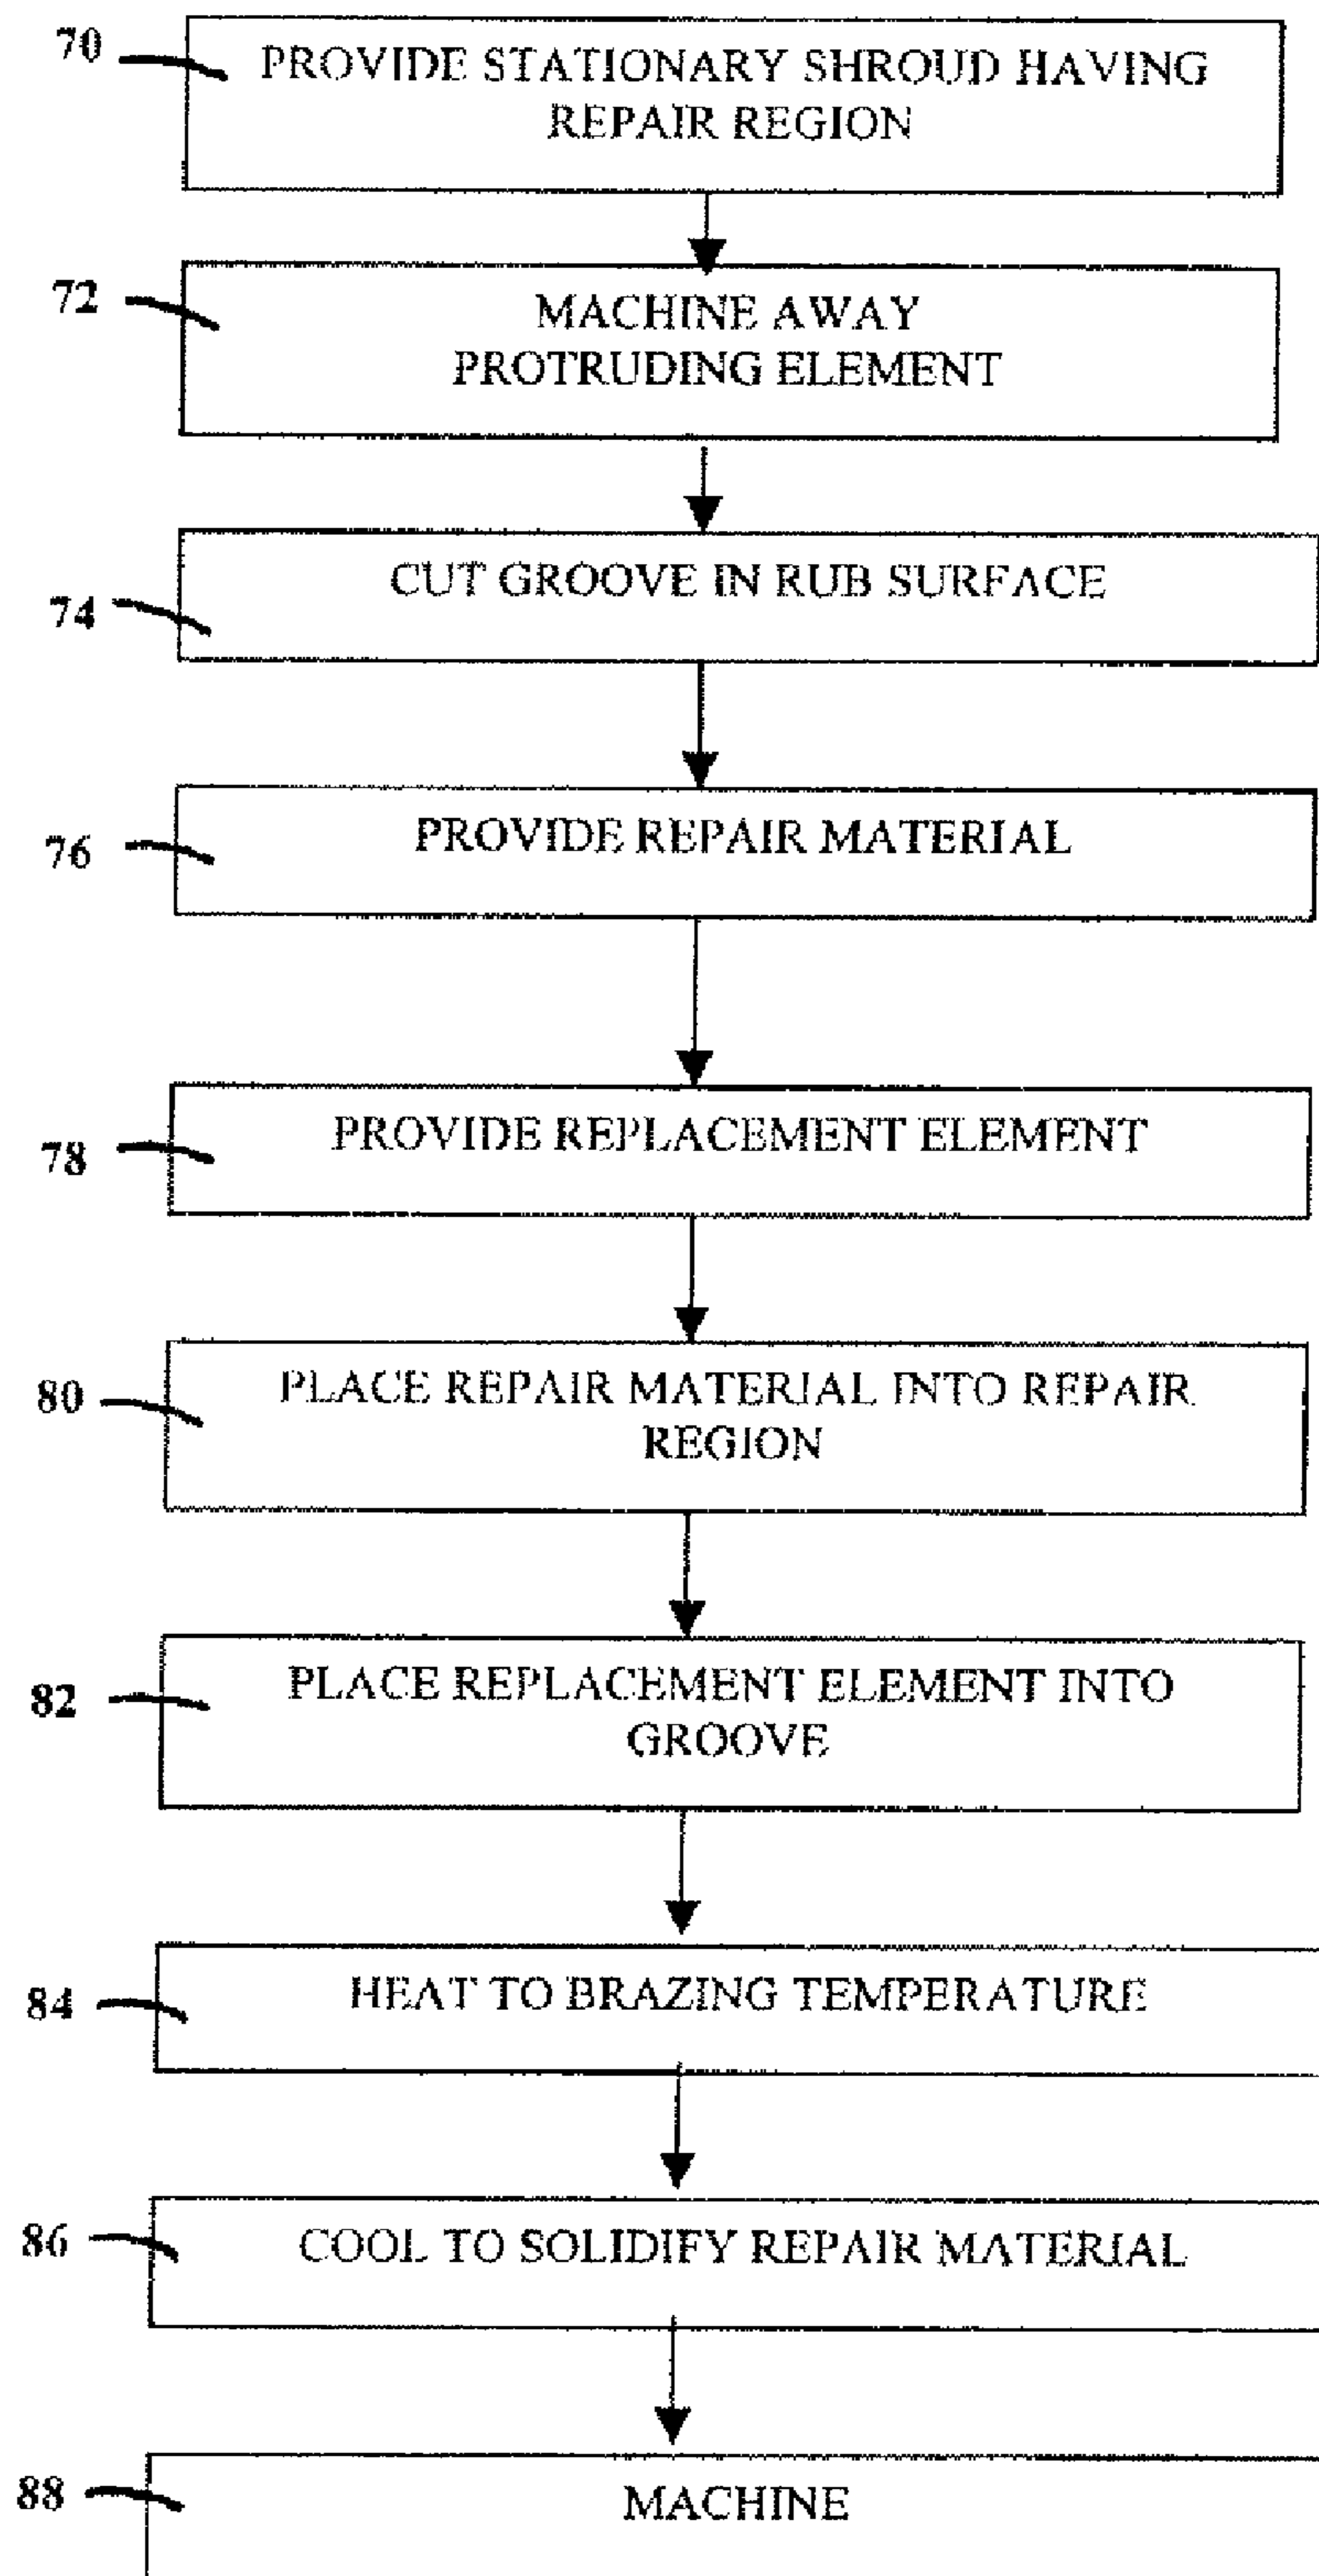 70
PROVIDE STATIONARY SHROUD HAVING
REPAIR REGION
72
MACHINE AWAY
PROTRUDING ELEMENT
74
CUT GROOVE IN RUB SURFACE
76
PROVIDE REPAIR MATERIAL
78
PROVIDE REPLACEMENT ELEMENT
80
PLACE REPAIR MATERIAL INTO REPAIR
REGION
82
PLACE REPLACEMENT ELEMENT INTO
GROOVE
84
HEAT TO BRAZING TEMPERATURE
86
COOL TO SOLIDIFY REPAIR MATERIAL
88
MACHINE